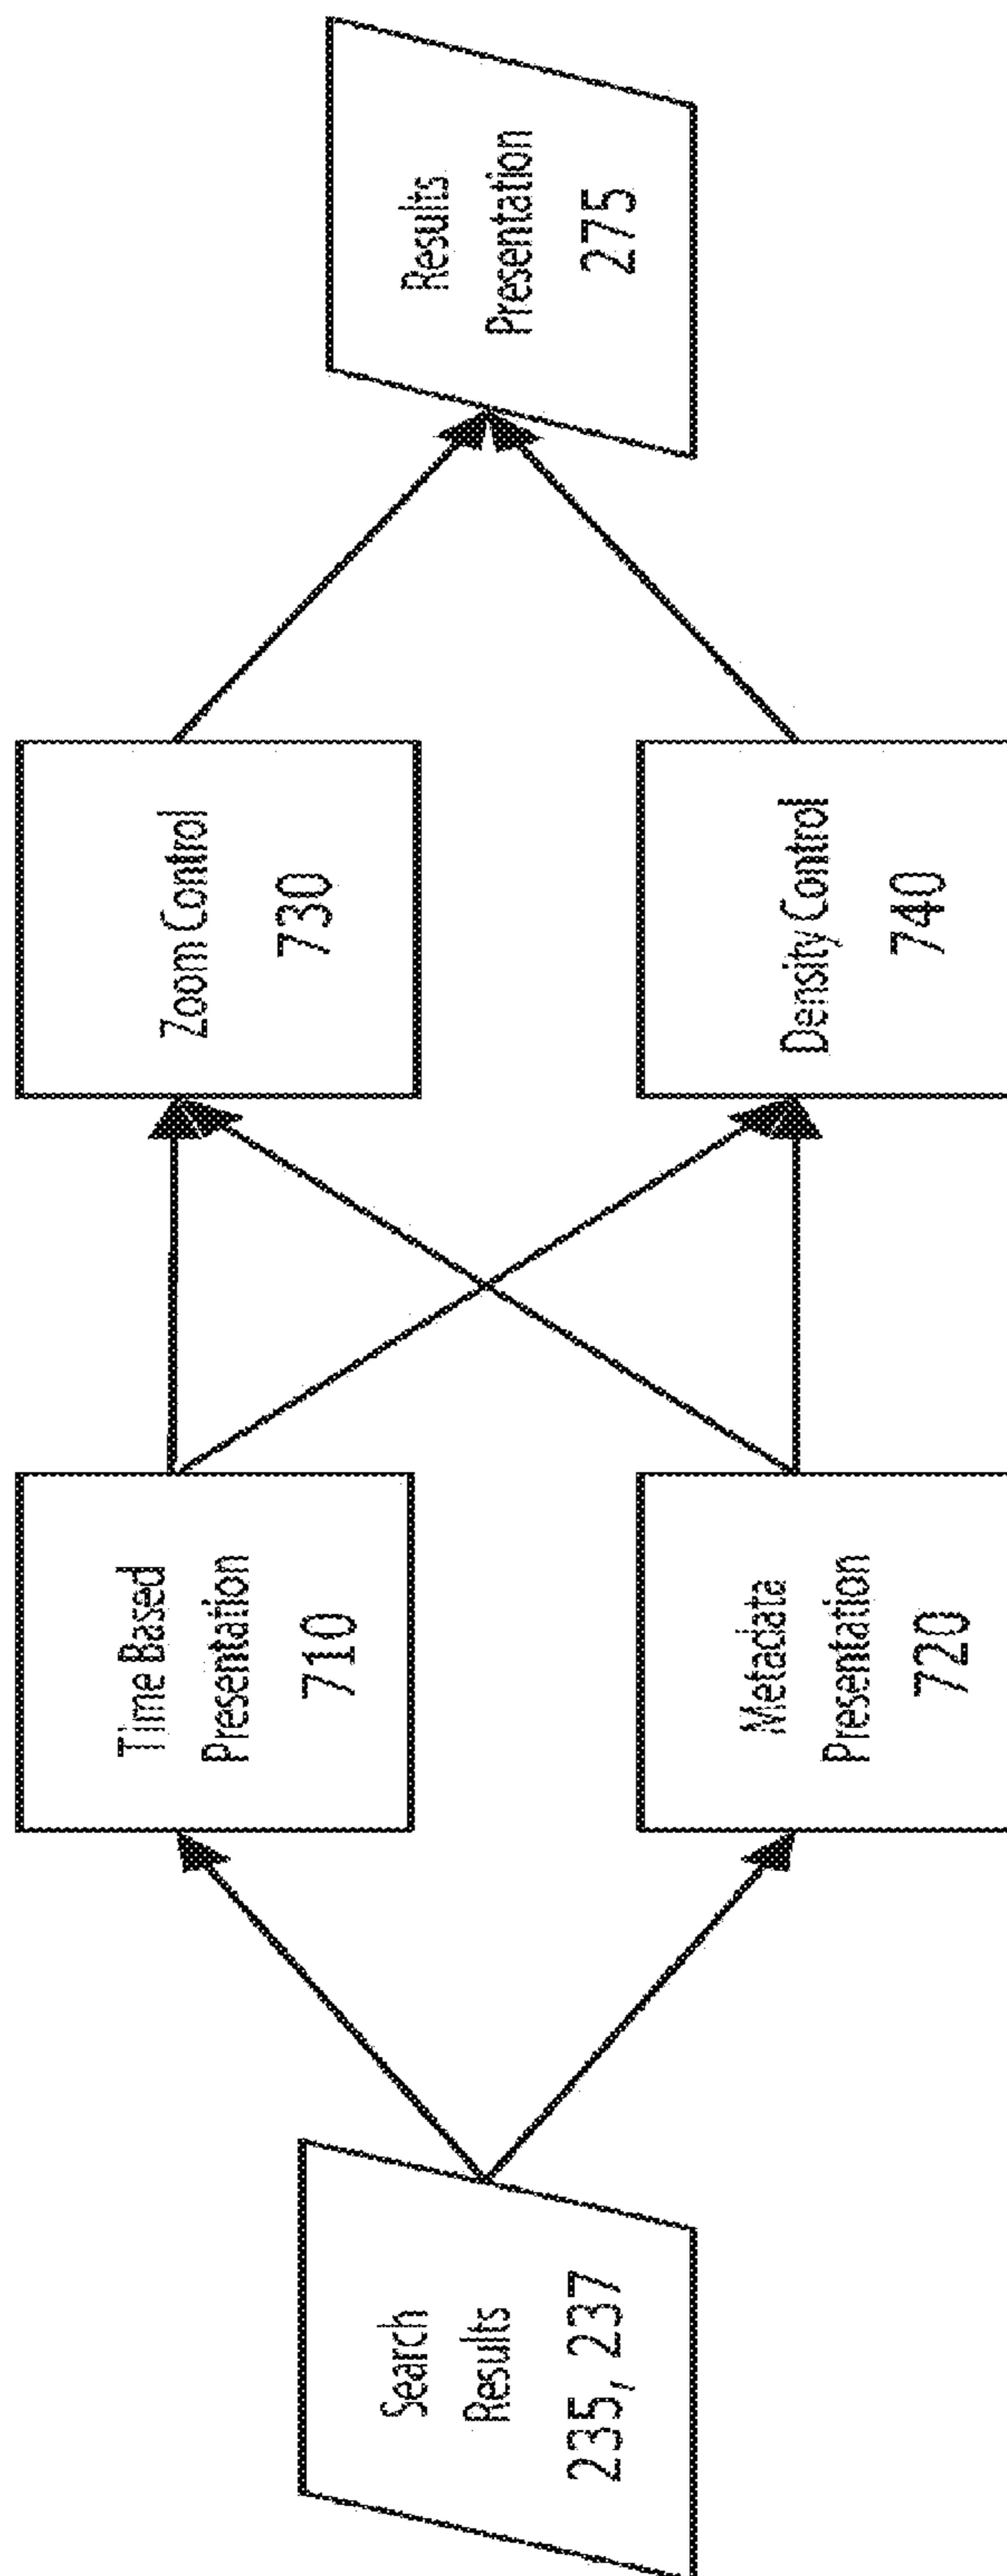 Search
Results
235, 237
Time Based
Presentation
710
Metadata
Presentation
720
Zoom Control
730
Density Control
740
Results
Presentation
275